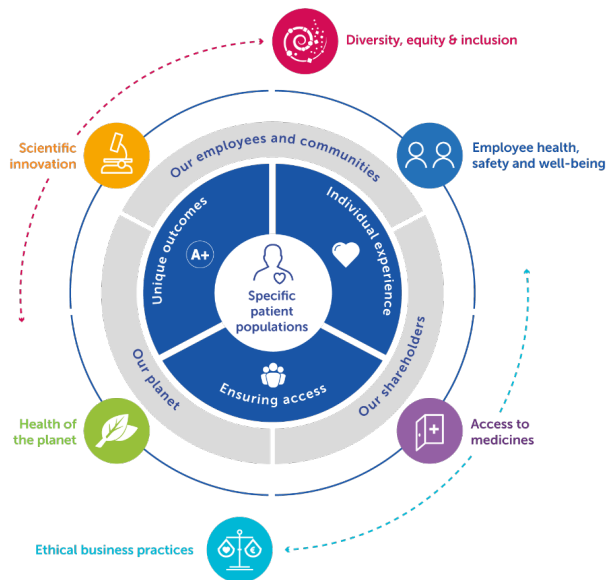 Diversity, equity & inclusion
Scientific
innovation
Employee health,
safety and well-being
Our employees and communities
Unique outcomes
A+
Individual experience
Specific
patient
populations
Ensuring access
Our planet
Our shareholders
Health of
the planet
Access to
medicines
Ethical business practices
€